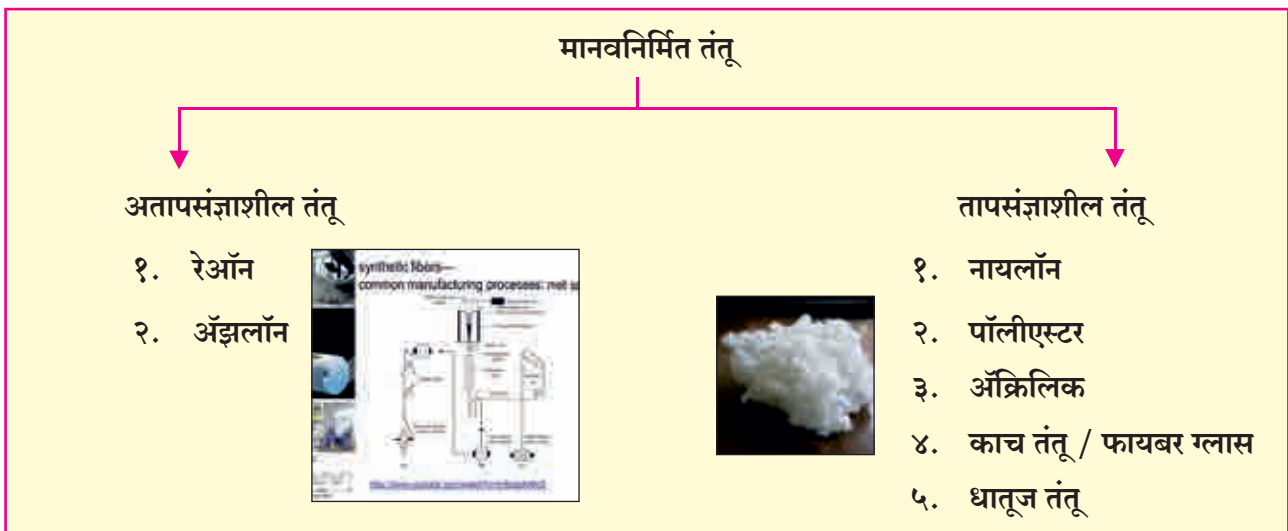 मानवनिर्मित तंतू
अतापसंज्ञाशील तंतू
१. रेऑन
२. ॲझलॉन
synthetic fibers—
common manufacturing processes:
तापसंज्ञाशील तंतू
१. नायलॉन
२. पॉलीएस्टर
३. ॲक्रिलिक
४. काच तंतू / फायबर ग्लास
५. धातूज तंतू